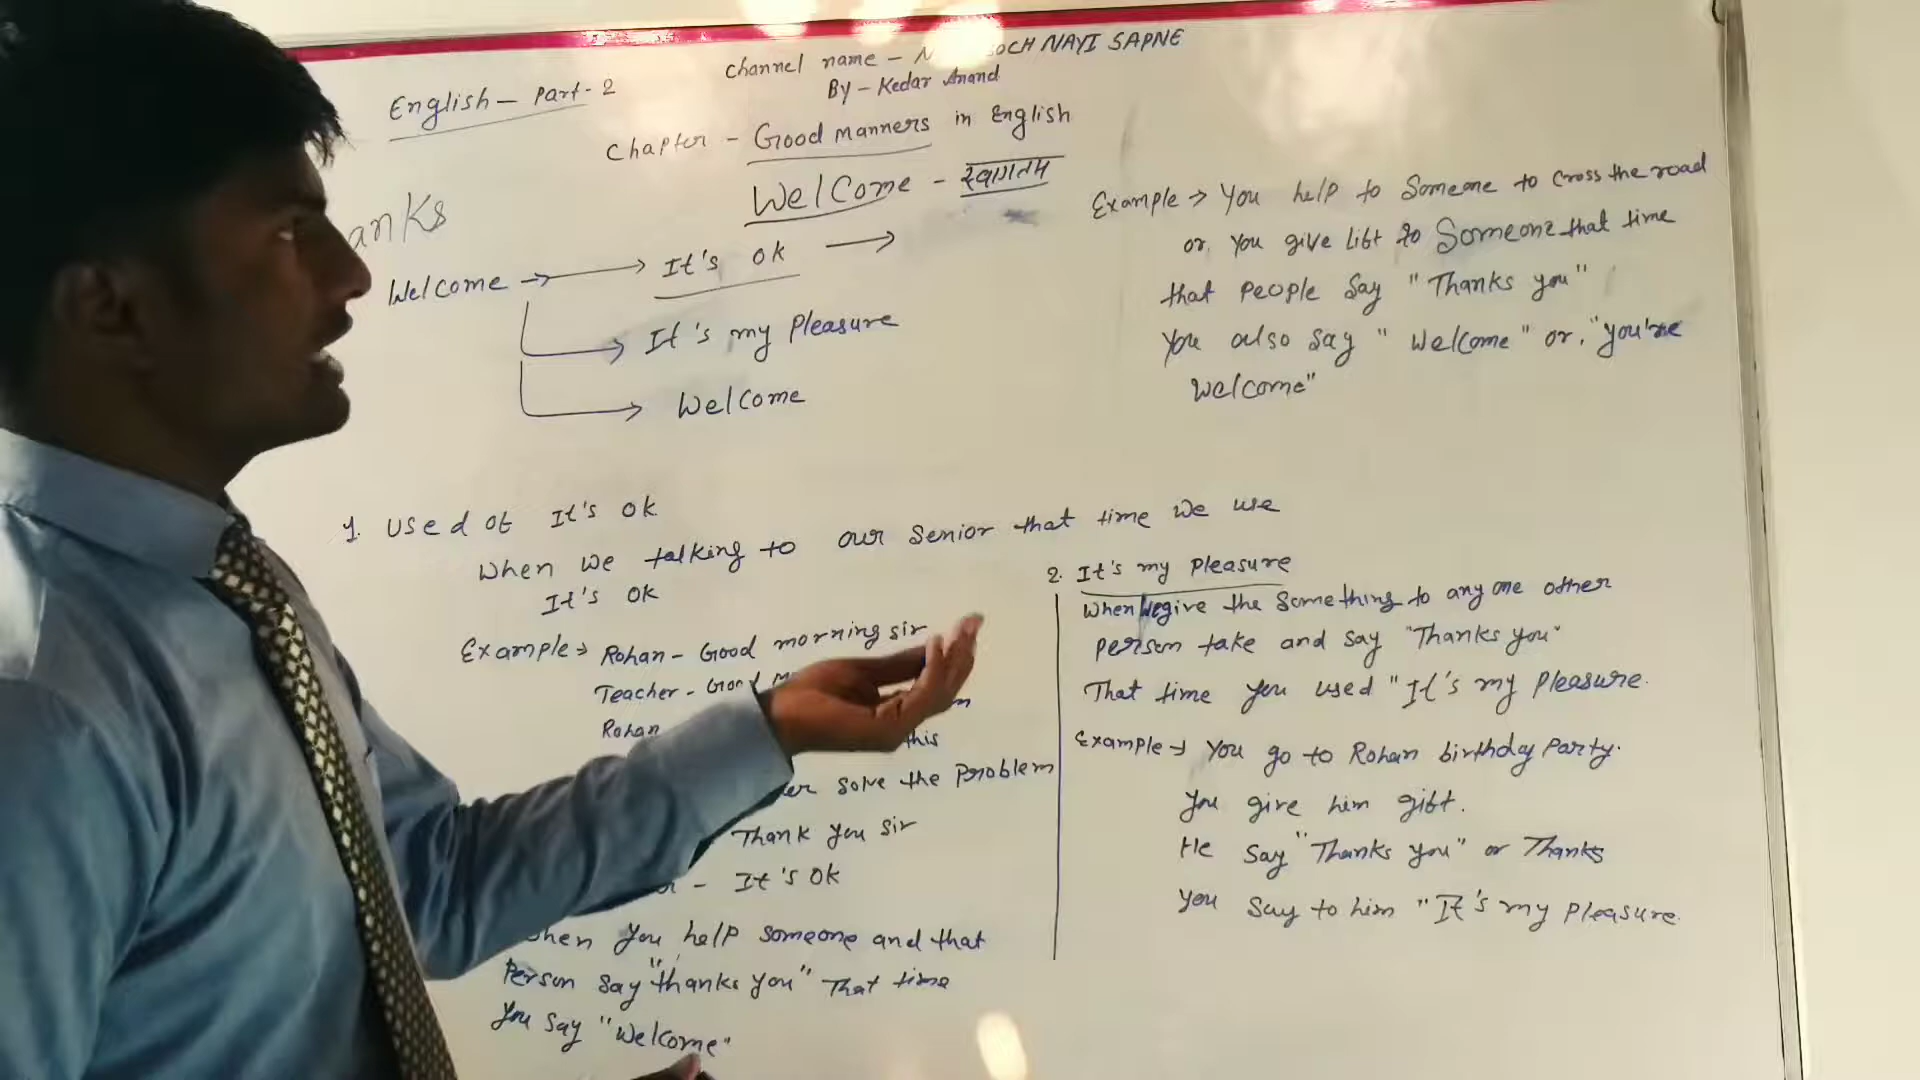 English - Part-2
Channel name - SOCH NAYI SAPNE
By - Kedar Anand
Chapter - Good manners in English
Welcome - स्वागतम
anks
Welcome → It's ok →
It's my Pleasure
Welcome
Example → You help to Someone to cross the road
or, you give lift to Someone that time
that People Say "Thanks you"
You also say "Welcome" or, "you're
welcome"
1. Used of It's ok
When we talking to our Senior that time we use
It's ok
Example → Rohan - Good morning sir
Teacher - Good
Rohan
this
solve the Problem
Thank you sir
- It's ok
When you help someone and that
Person say "thanks you" That time
you say "Welcome"
2. It's my Pleasure
When we give the something to any one other
person take and say "Thanks you"
That time you used "It's my pleasure.
Example → You go to Rohan birthday Party.
You give him gift.
He say "Thanks you" or Thanks
You say to him "It's my pleasure.